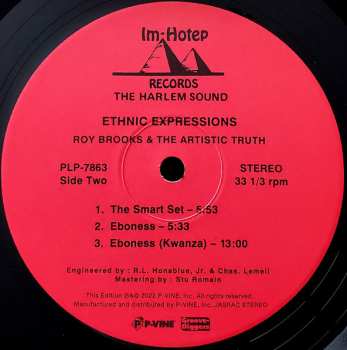 Im-Hotep
RECORDS
THE HARLEM SOUND
ETHNIC EXPRESSIONS
ROY BROOKS & THE ARTISTIC TRUTH
PLP-7863 STEREO
Side Two 33 1/3 rpm
1. The Smart Set – 5:53
2. Eboness – 5:33
3. Eboness (Kwanza) – 13:00
Engineered by : R.L. Honablue, Jr. & Chas. Lemell
Mastering by : Stu Romain
This Edition ℗&© 2022 P-VINE, Inc. All rights reserved.
Manufactured and distributed by P-VINE, Inc. JASRAC STEREO
P-VINE